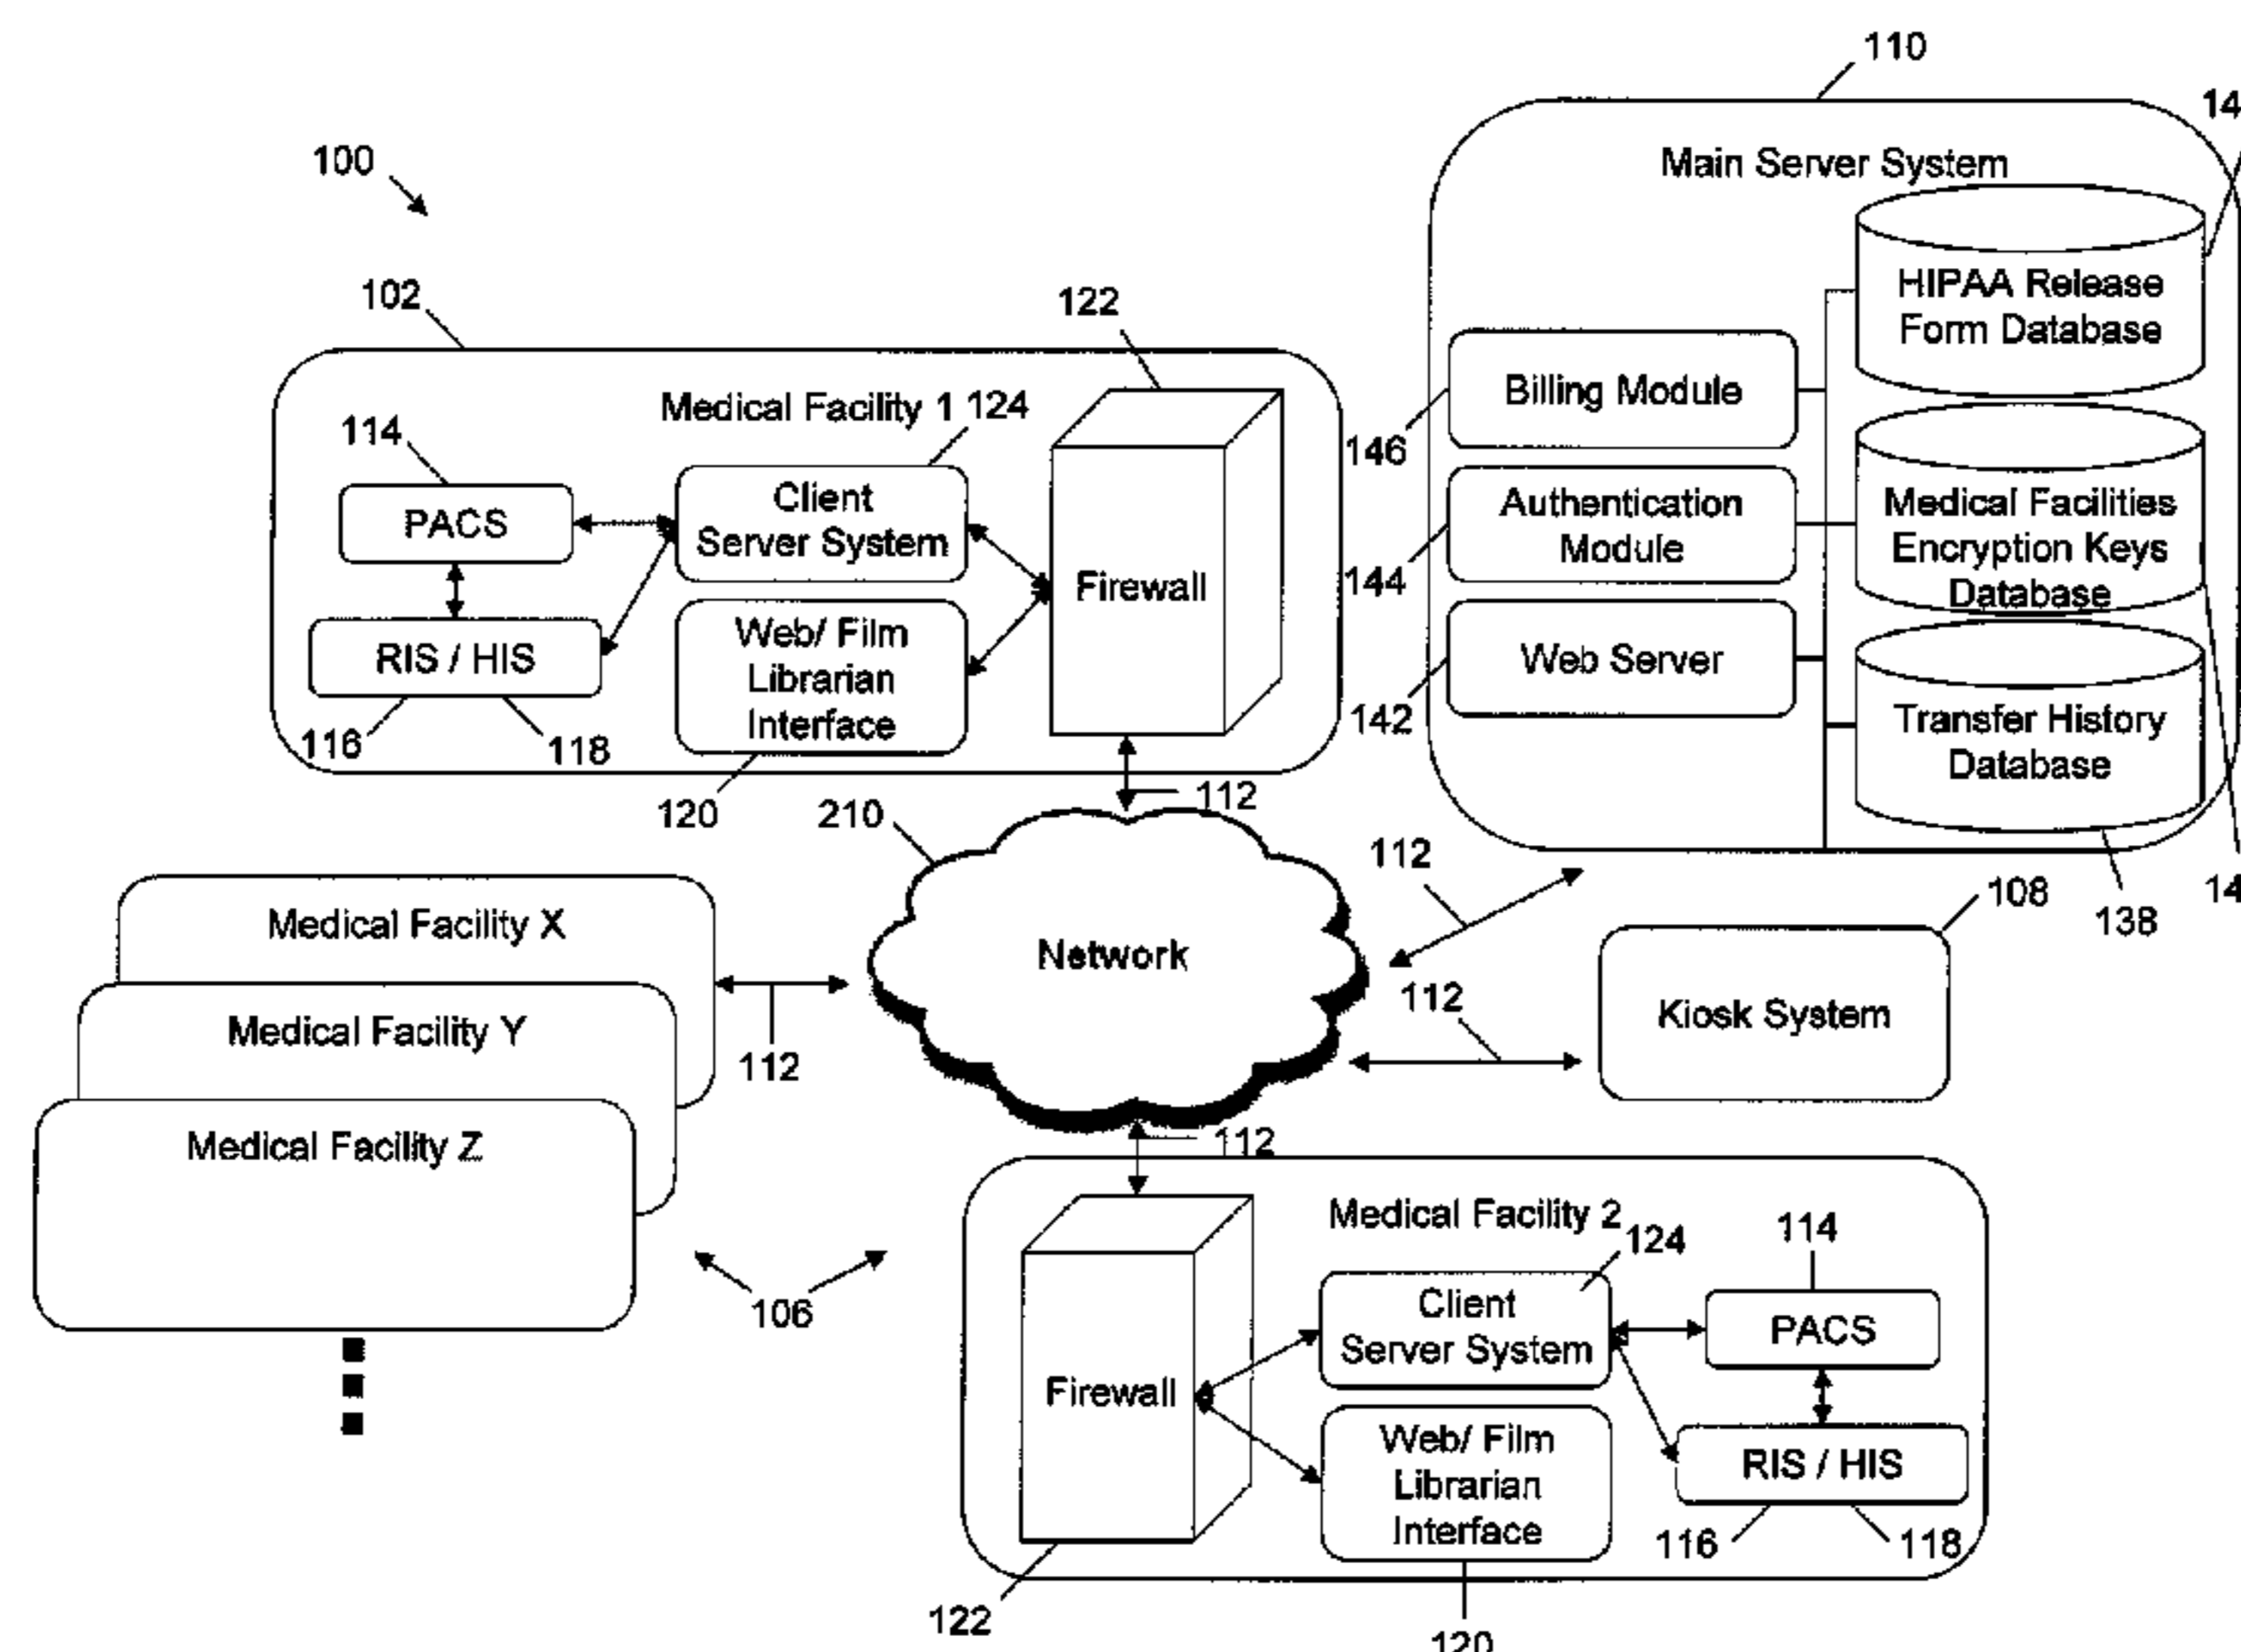 110
14
100
Main Server System
HIPAA Release
Form Database
102
122
Billing Module
146
Medical Facility 1
124
114
PACS
Client
Server System
Firewall
Authentication
Module
144
Medical Facilities
Encryption Keys
Database
RIS / HIS
116
118
Web/ Film
Librarian
Interface
120
Web Server
142
Transfer History
Database
138
14
112
210
Network
112
108
Kiosk System
112
Medical Facility X
Medical Facility Y
Medical Facility Z
112
106
112
Medical Facility 2
124
114
Firewall
Client
Server System
PACS
Web/ Film
Librarian
Interface
RIS / HIS
116
118
122
120